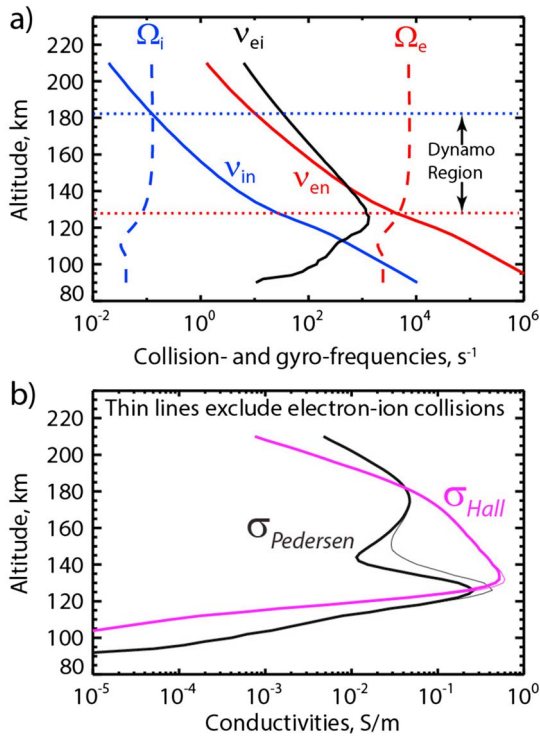 a)
Ωi
νei
Ωe
220
200
180
160
140
120
100
80
Altitude, km
νin
νen
Dynamo
Region
10-2
100
102
104
106
Collision- and gyro-frequencies, s-1
b)
Thin lines exclude electron-ion collisions
220
200
180
160
140
120
100
80
Altitude, km
σPedersen
σHall
10-5
10-4
10-3
10-2
10-1
100
Conductivities, S/m